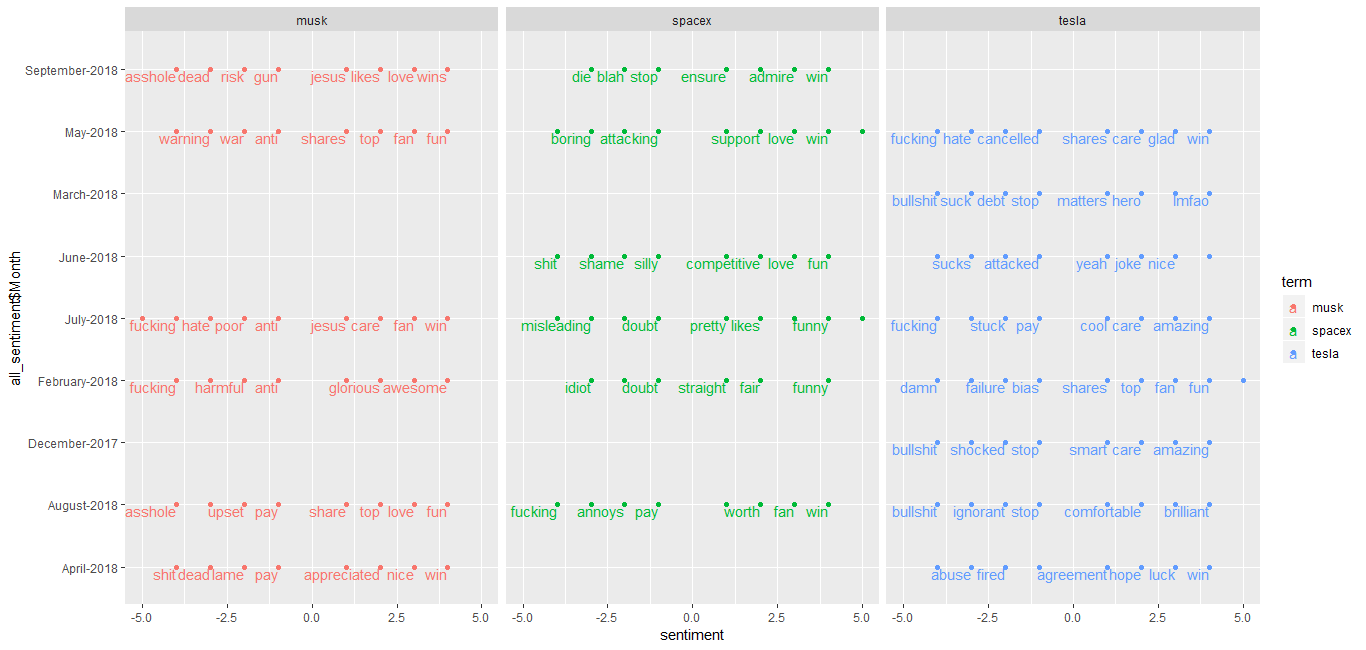 musk spacex tesla
September-2018 asshole dead risk gun jesus likes love wins die blah stop ensure admire win
May-2018 warning war anti shares top fan fun boring attacking support love win fucking hate cancelled shares care glad win
March-2018 bullshit suck debt stop matters hero lmfao
June-2018 shit shame silly competitive love fun sucks attacked yeah joke nice
July-2018 fucking hate poor anti jesus care fan win misleading doubt pretty likes funny fucking stuck pay cool care amazing
February-2018 fucking harmful anti glorious awesome idiot doubt straight fair funny damn failure bias shares top fan fun
December-2017 bullshit shocked stop smart care amazing
August-2018 asshole upset pay share top love fun fucking annoys pay worth fan win bullshit ignorant stop comfortable brilliant
April-2018 shit dead lame pay appreciated nice win abuse fired agreement hope luck win
-5.0 -2.5 0.0 2.5 5.0 -5.0 -2.5 0.0 2.5 5.0 -5.0 -2.5 0.0 2.5 5.0
sentiment
term
a musk
a spacex
a tesla